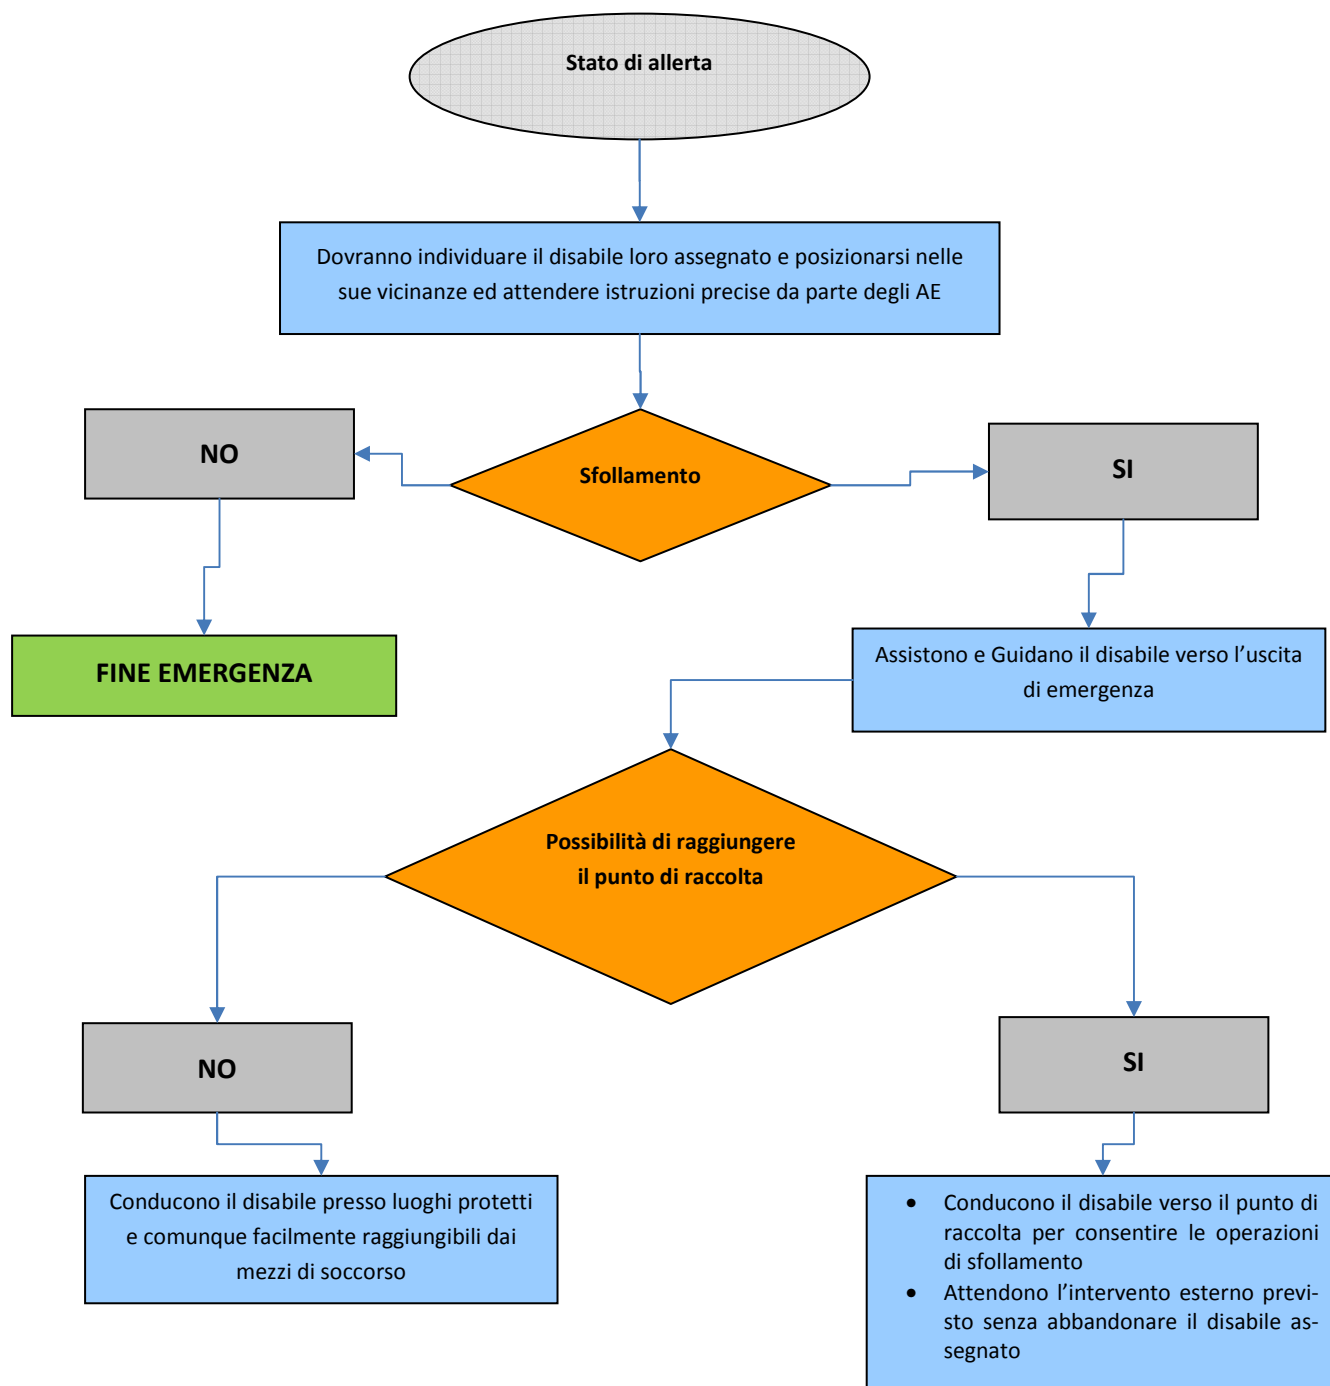 Stato di allerta
Dovranno individuare il disabile loro assegnato e posizionarsi nelle
sue vicinanze ed attendere istruzioni precise da parte degli AE
NO
Sfollamento
SI
FINE EMERGENZA
Assistono e Guidano il disabile verso l’uscita
di emergenza
Possibilità di raggiungere
il punto di raccolta
NO
SI
Conducono il disabile presso luoghi protetti
e comunque facilmente raggiungibili dai
mezzi di soccorso
• Conducono il disabile verso il punto di
raccolta per consentire le operazioni
di sfollamento
• Attendono l’intervento esterno previ-
sto senza abbandonare il disabile as-
segnato